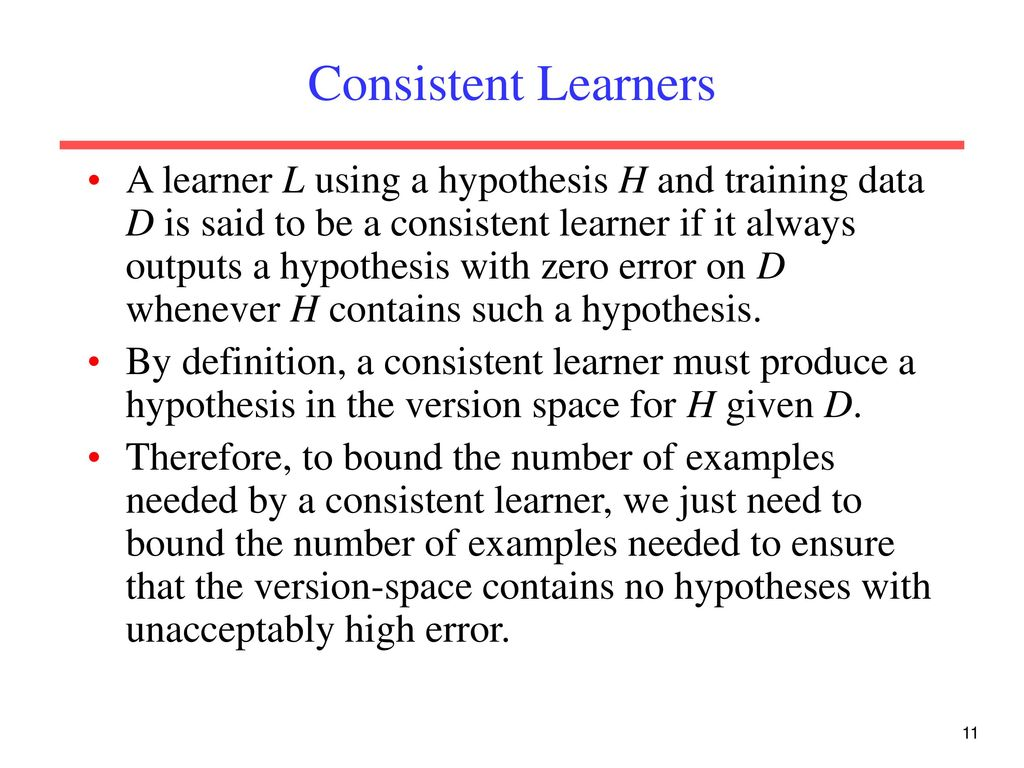 Consistent Learners
• A learner L using a hypothesis H and training data
D is said to be a consistent learner if it always
outputs a hypothesis with zero error on D
whenever H contains such a hypothesis.
• By definition, a consistent learner must produce a
hypothesis in the version space for H given D.
• Therefore, to bound the number of examples
needed by a consistent learner, we just need to
bound the number of examples needed to ensure
that the version-space contains no hypotheses with
unacceptably high error.
11